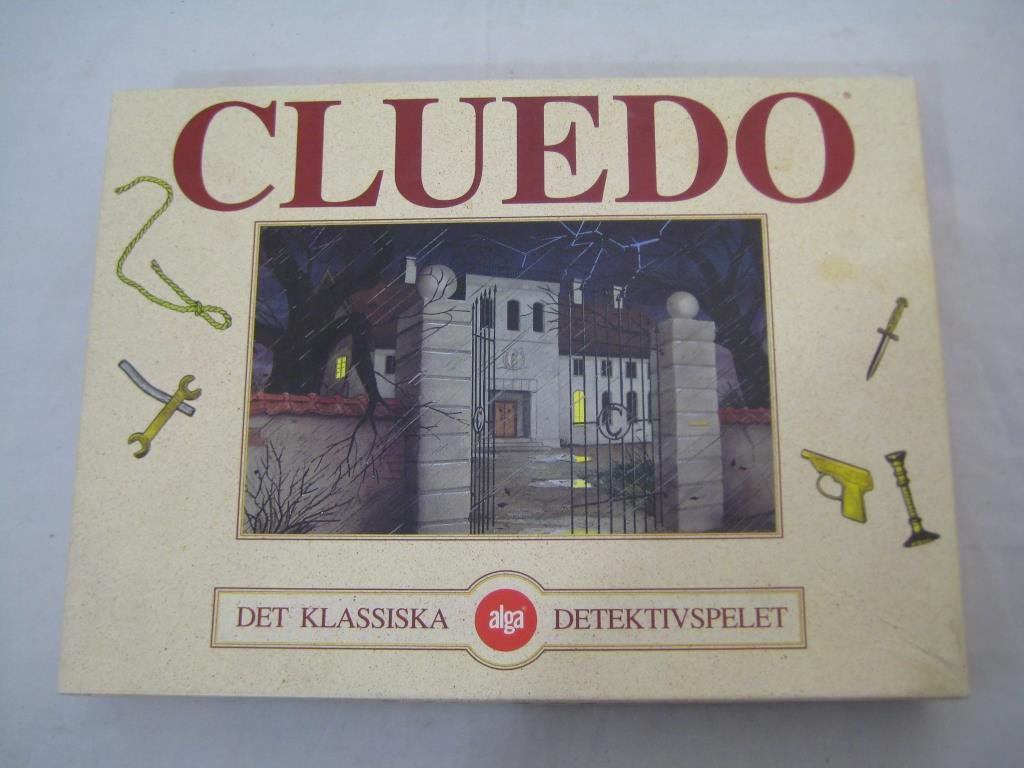 CLUEDO
C
C
DET KLASSISKA alga DETEKTIVSPELET